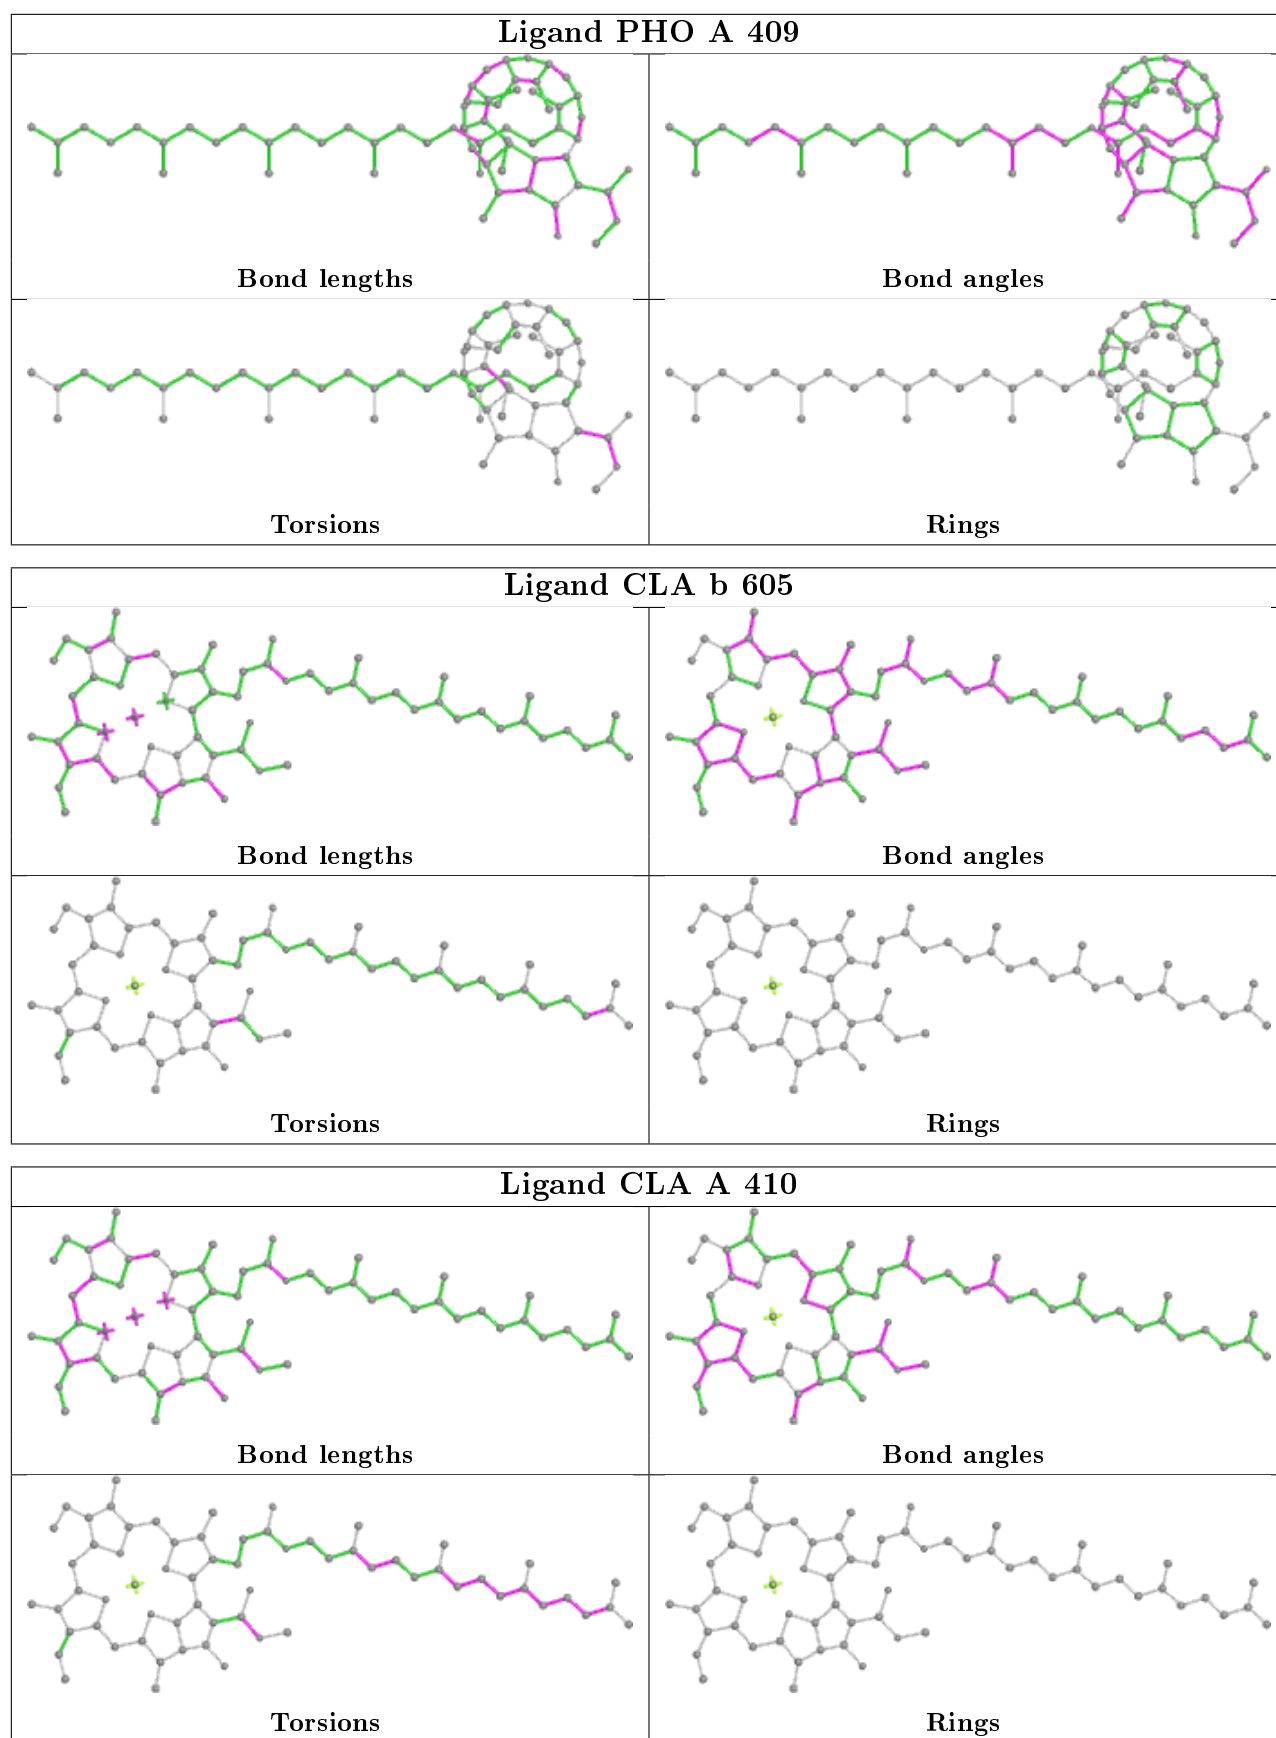 Ligand PHO A 409
Bond lengths
Bond angles
Torsions
Rings
Ligand CLA b 605
Bond lengths
Bond angles
Torsions
Rings
Ligand CLA A 410
Bond lengths
Bond angles
Torsions
Rings